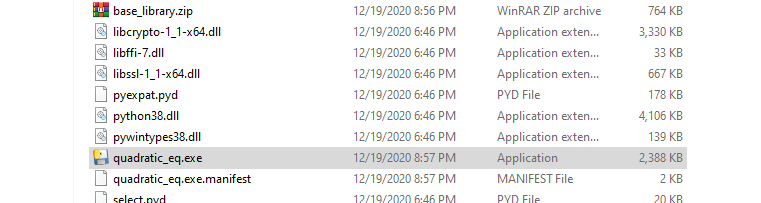 base_library.zip 12/19/2020 8:56 PM WinRAR ZIP archive 764 KB
libcrypto-1_1-x64.dll 12/19/2020 6:46 PM Application exten... 3,330 KB
libffi-7.dll 12/19/2020 6:46 PM Application exten... 33 KB
libssl-1_1-x64.dll 12/19/2020 6:46 PM Application exten... 667 KB
pyexpat.pyd 12/19/2020 6:46 PM PYD File 178 KB
python38.dll 12/19/2020 6:46 PM Application exten... 4,106 KB
pywintypes38.dll 12/19/2020 6:46 PM Application exten... 139 KB
quadratic_eq.exe 12/19/2020 8:57 PM Application 2,388 KB
quadratic_eq.exe.manifest 12/19/2020 8:57 PM MANIFEST File 2 KB
select.pyd 12/19/2020 6:46 PM PYD File 20 KB